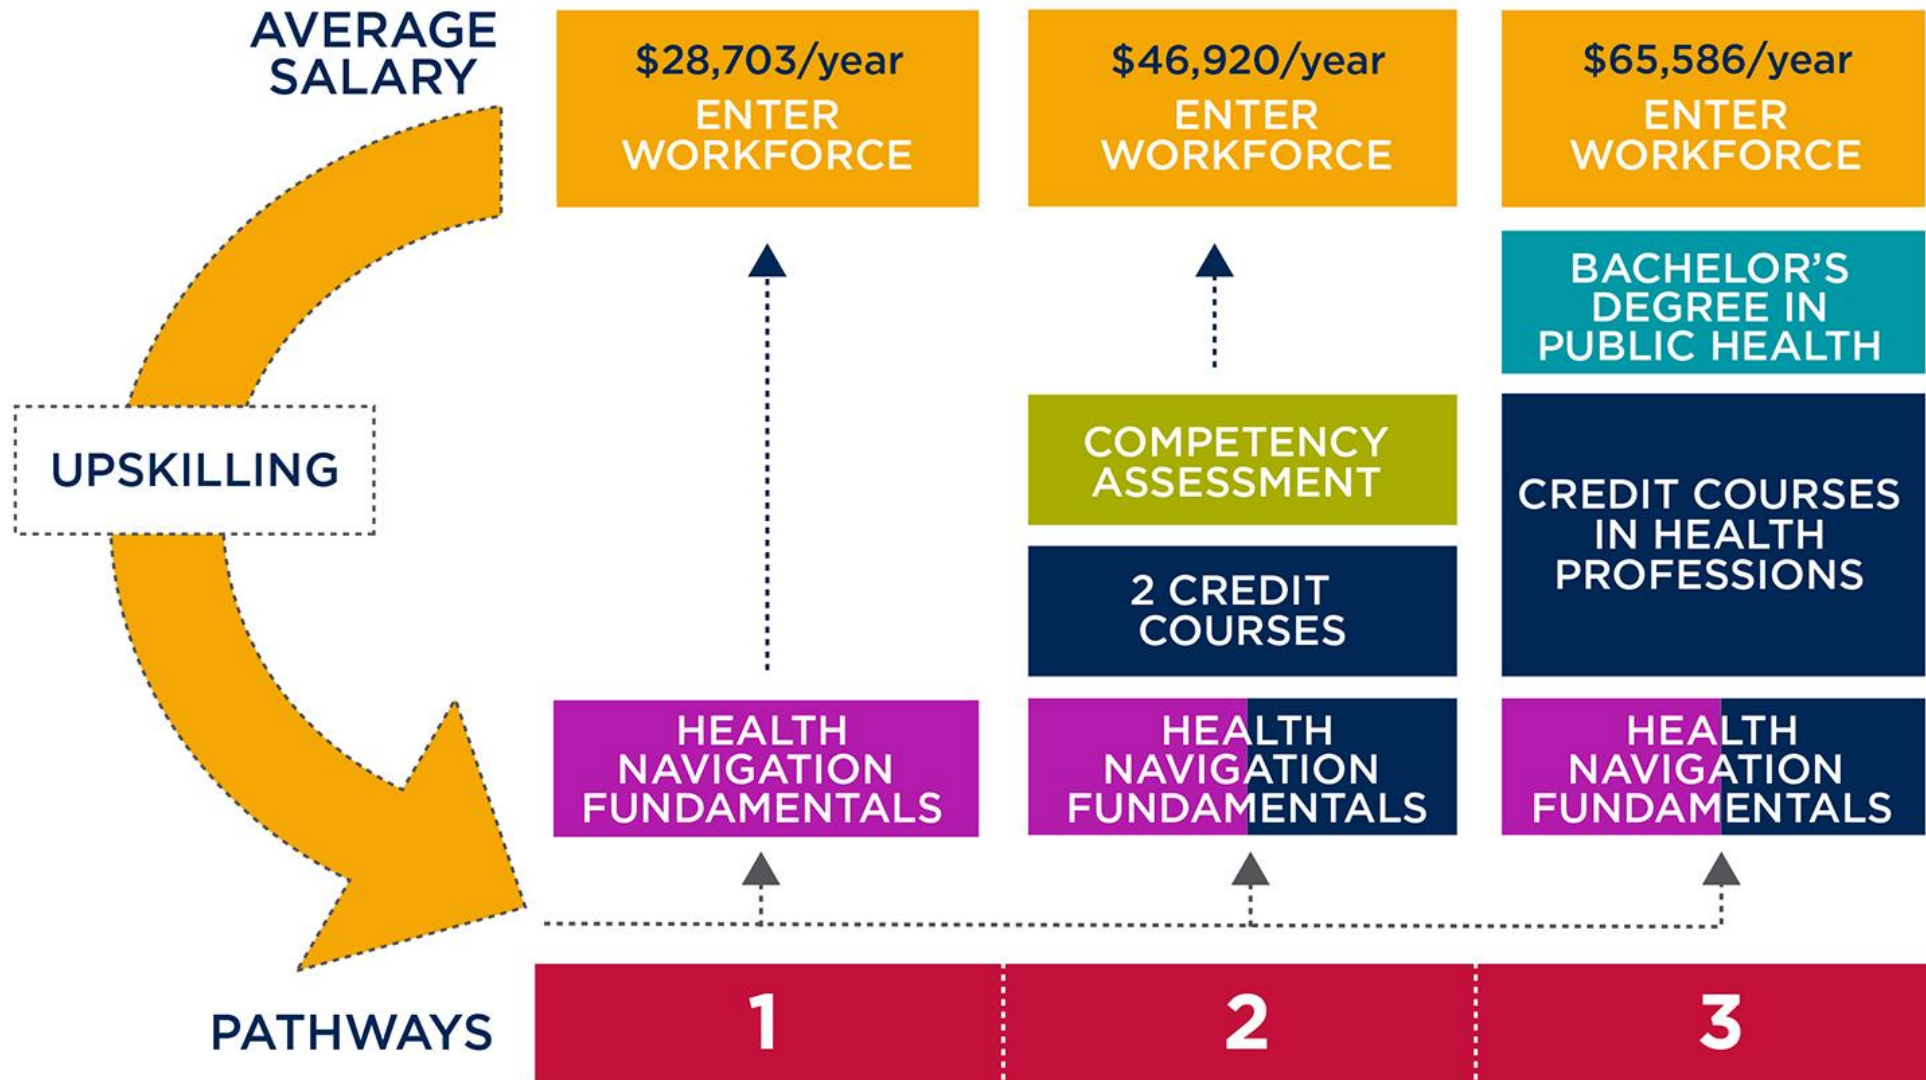 AVERAGE
SALARY
$28,703/year
ENTER
WORKFORCE
$46,920/year
ENTER
WORKFORCE
$65,586/year
ENTER
WORKFORCE
BACHELOR'S
DEGREE IN
PUBLIC HEALTH
UPSKILLING
COMPETENCY
ASSESSMENT
2 CREDIT
COURSES
CREDIT COURSES
IN HEALTH
PROFESSIONS
HEALTH
NAVIGATION
FUNDAMENTALS
HEALTH
NAVIGATION
FUNDAMENTALS
HEALTH
NAVIGATION
FUNDAMENTALS
PATHWAYS
1
2
3